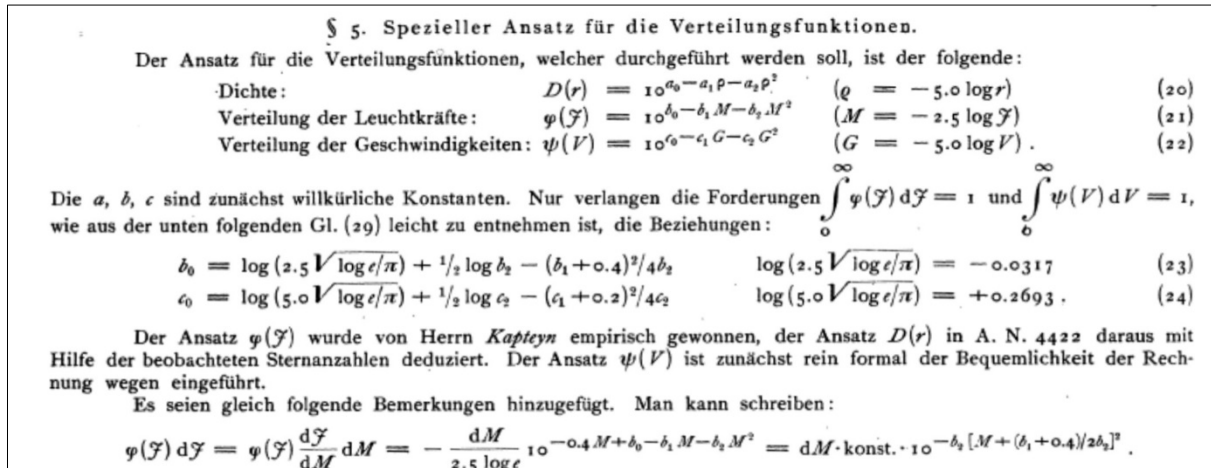 § 5. Spezieller Ansatz für die Verteilungsfunktionen.
Der Ansatz für die Verteilungsfunktionen, welcher durchgeführt werden soll, ist der folgende:
Dichte: D(r) = 10^{a₀−a₁ρ−a₂ρ²} (ϱ = −5.0 log r) (20)
Verteilung der Leuchtkräfte: φ(𝒥) = 10^{b₀−b₁M−b₂M²} (M = −2.5 log 𝒥) (21)
Verteilung der Geschwindigkeiten: ψ(V) = 10^{c₀−c₁G−c₂G²} (G = −5.0 log V) . (22)
Die a, b, c sind zunächst willkürliche Konstanten. Nur verlangen die Forderungen ∫₀^∞ φ(𝒥) d𝒥 = 1 und ∫₀^∞ ψ(V) dV = 1,
wie aus der unten folgenden Gl. (29) leicht zu entnehmen ist, die Beziehungen:
b₀ = log (2.5 √(log e/π)) + ¹/₂ log b₂ − (b₁+0.4)²/4b₂ log (2.5 √(log e/π)) = −0.0317 (23)
c₀ = log (5.0 √(log e/π)) + ¹/₂ log c₂ − (c₁+0.2)²/4c₂ log (5.0 √(log e/π)) = +0.2693 . (24)
Der Ansatz φ(𝒥) wurde von Herrn Kapteyn empirisch gewonnen, der Ansatz D(r) in A. N. 4422 daraus mit
Hilfe der beobachteten Sternanzahlen deduziert. Der Ansatz ψ(V) ist zunächst rein formal der Bequemlichkeit der Rech-
nung wegen eingeführt.
Es seien gleich folgende Bemerkungen hinzugefügt. Man kann schreiben:
φ(𝒥) d𝒥 = φ(𝒥) d𝒥/dM dM = − dM/(2.5 log e) 10^{−0.4M+b₀−b₁M−b₂M²} = dM·konst.·10^{−b₂[M+(b₁+0.4)/2b₂]²} .